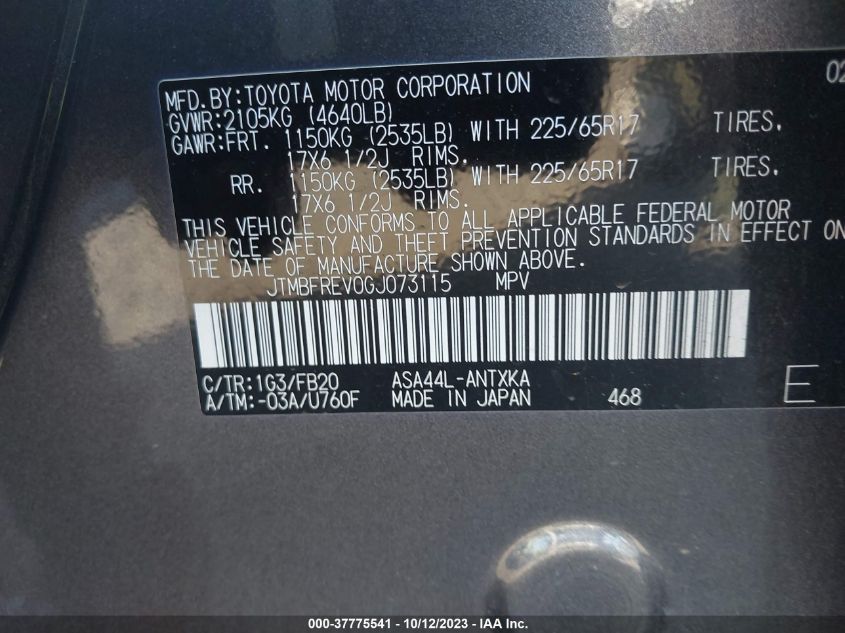 02
MFD.BY:TOYOTA MOTOR CORPORATION
GVWR:2105KG (4640LB)
GAWR:FRT. 1150KG (2535LB) WITH 225/65R17 TIRES.
17X6 1/2J RIMS.
RR. 1150KG (2535LB) WITH 225/65R17 TIRES.
17X6 1/2J RIMS.
THIS VEHICLE CONFORMS TO ALL APPLICABLE FEDERAL MOTOR
VEHICLE SAFETY AND THEFT PREVENTION STANDARDS IN EFFECT ON
THE DATE OF MANUFACTURE SHOWN ABOVE.
JTMBFREV0GJ073115 MPV
C/TR:1G3/FB20 ASA44L-ANTXKA
A/TM:-03A/U760F MADE IN JAPAN 468 E
000-37775541 - 10/12/2023 - IAA Inc.